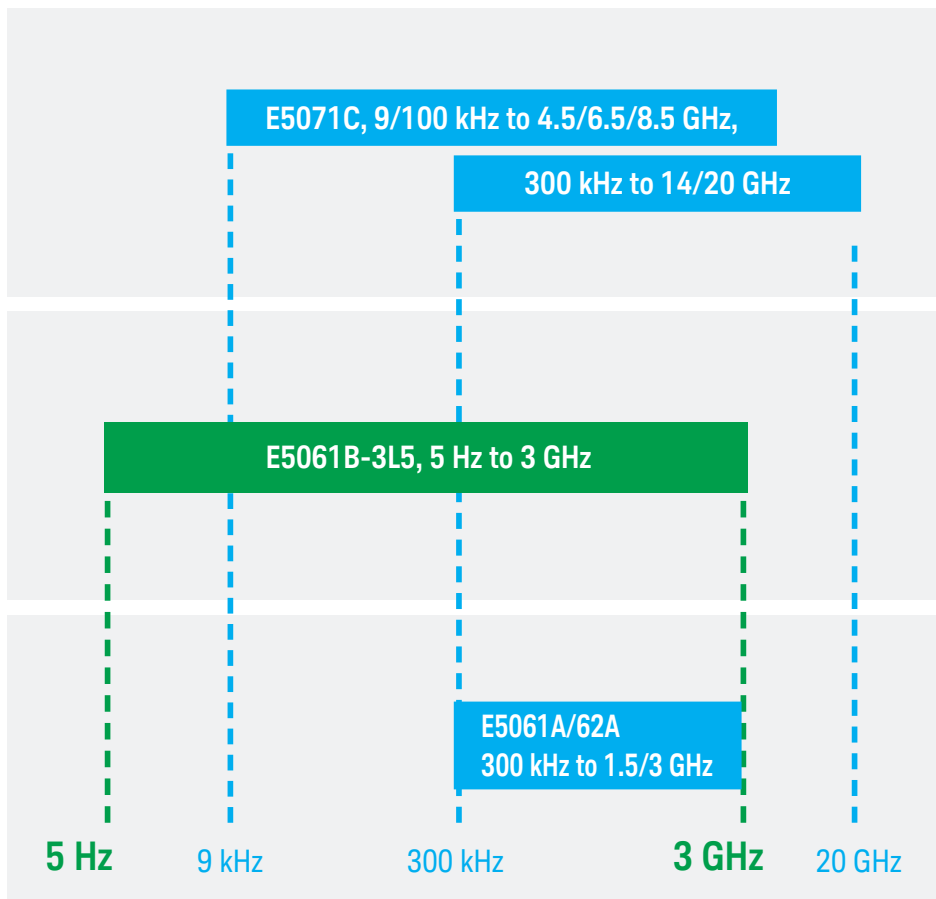 E5071C, 9/100 kHz to 4.5/6.5/8.5 GHz,
300 kHz to 14/20 GHz
E5061B-3L5, 5 Hz to 3 GHz
E5061A/62A
300 kHz to 1.5/3 GHz
5 Hz 9 kHz 300 kHz 3 GHz 20 GHz